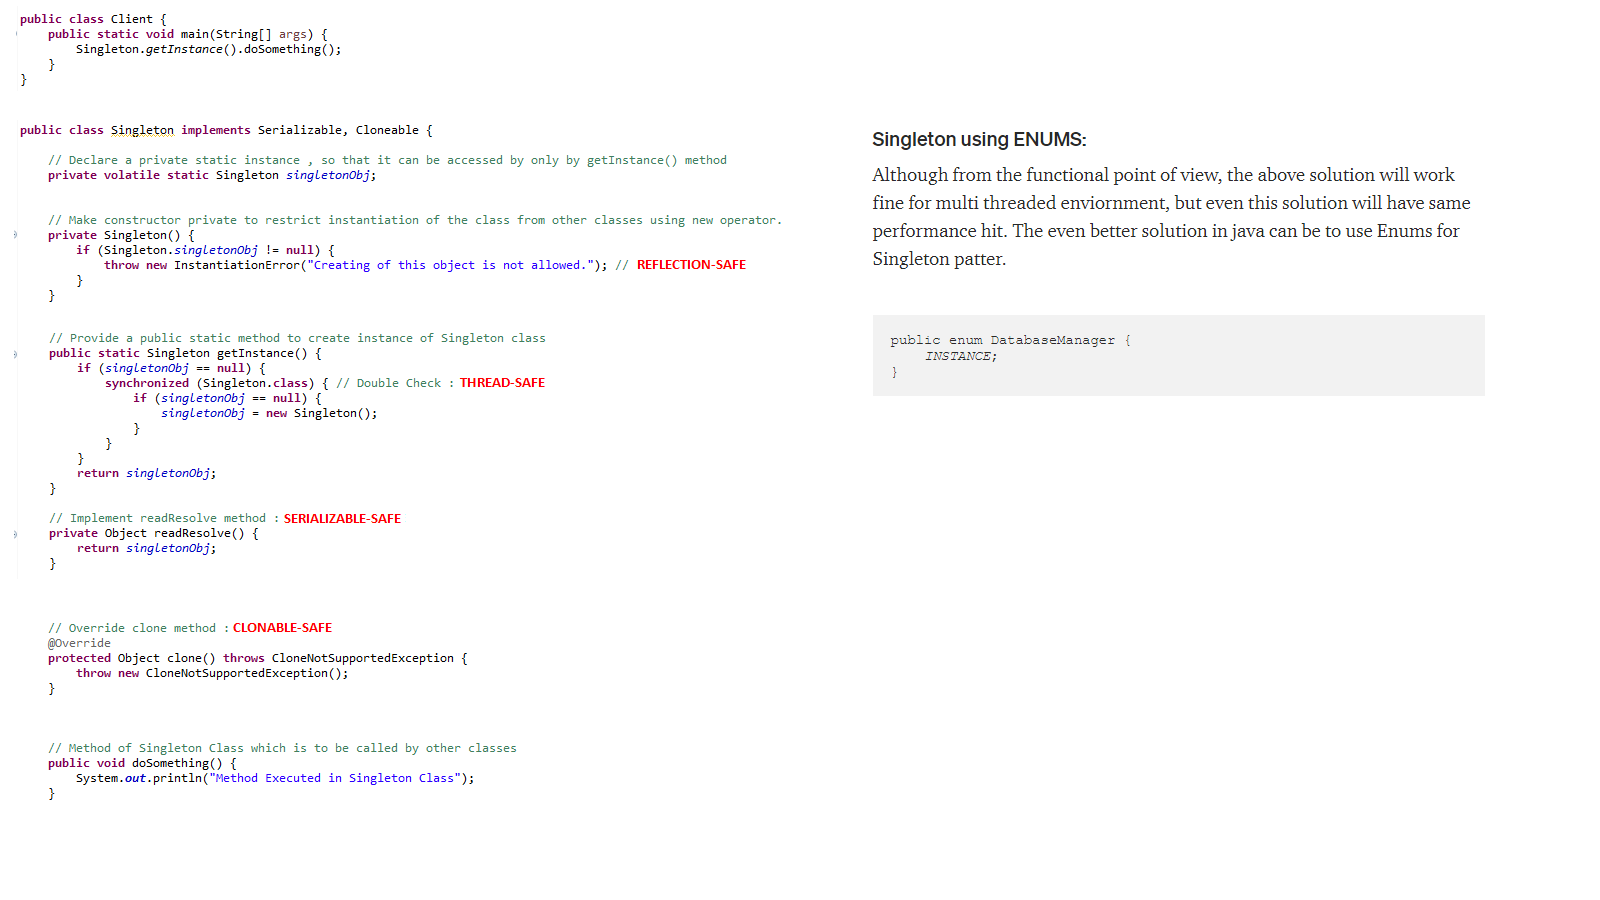 public class Client {
    public static void main(String[] args) {
        Singleton.getInstance().doSomething();
    }
}
public class Singleton implements Serializable, Cloneable {
    // Declare a private static instance , so that it can be accessed by only by getInstance() method
    private volatile static Singleton singletonObj;
    // Make constructor private to restrict instantiation of the class from other classes using new operator.
    private Singleton() {
        if (Singleton.singletonObj != null) {
            throw new InstantiationError("Creating of this object is not allowed."); // REFLECTION-SAFE
        }
    }
    // Provide a public static method to create instance of Singleton class
    public static Singleton getInstance() {
        if (singletonObj == null) {
            synchronized (Singleton.class) { // Double Check : THREAD-SAFE
                if (singletonObj == null) {
                    singletonObj = new Singleton();
                }
            }
        }
        return singletonObj;
    }
    // Implement readResolve method : SERIALIZABLE-SAFE
    private Object readResolve() {
        return singletonObj;
    }
    // Override clone method : CLONABLE-SAFE
    @Override
    protected Object clone() throws CloneNotSupportedException {
        throw new CloneNotSupportedException();
    }
    // Method of Singleton Class which is to be called by other classes
    public void doSomething() {
        System.out.println("Method Executed in Singleton Class");
    }
Singleton using ENUMS:
Although from the functional point of view, the above solution will work
fine for multi threaded enviornment, but even this solution will have same
performance hit. The even better solution in java can be to use Enums for
Singleton patter.
public enum DatabaseManager {
    INSTANCE;
}